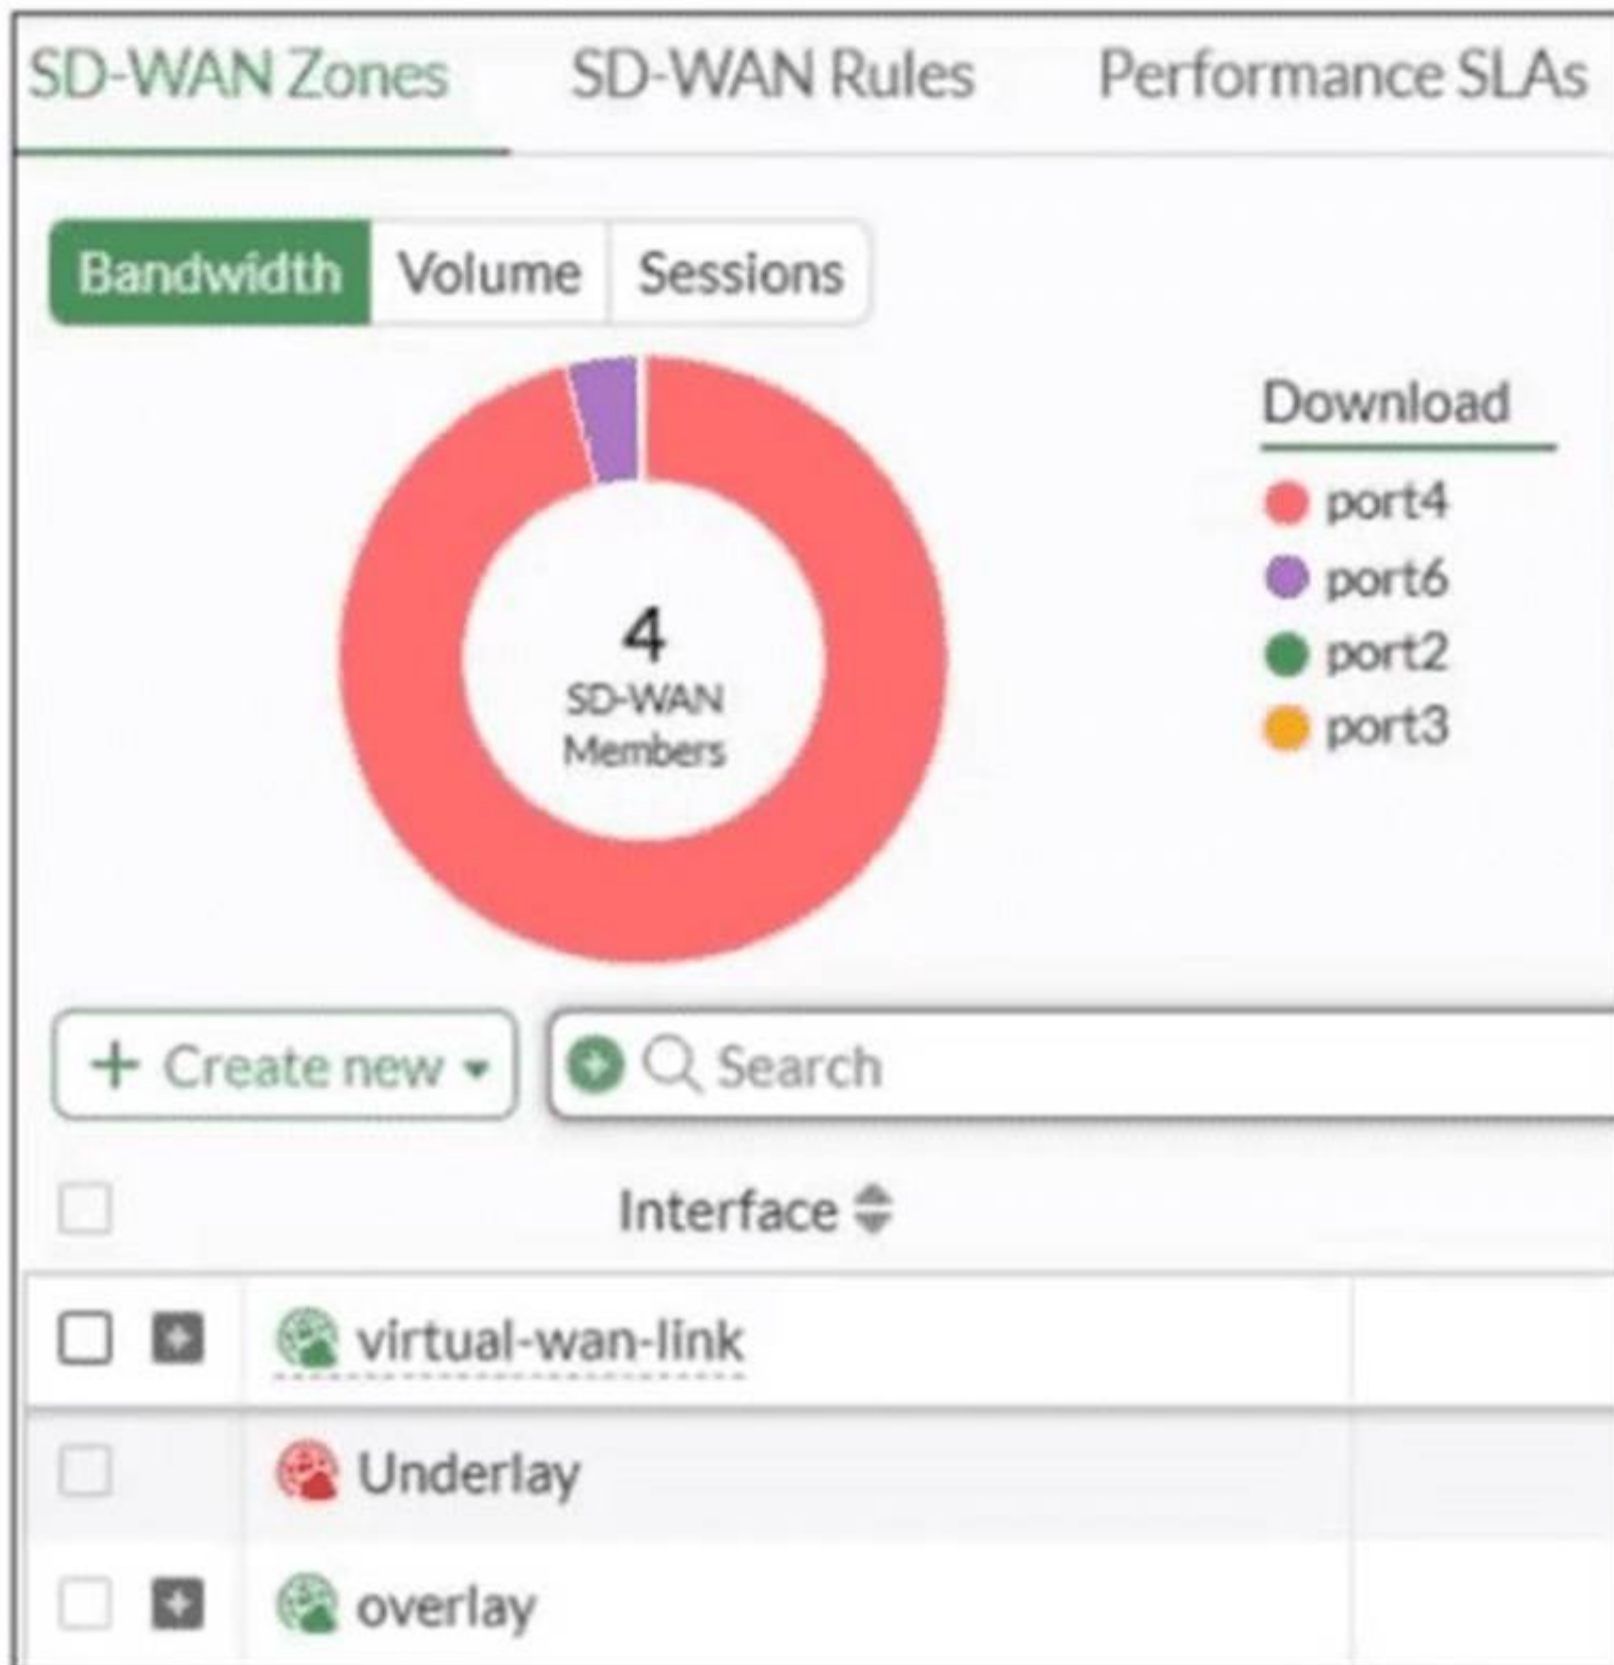 SD-WAN Zones SD-WAN Rules Performance SLAs
Bandwidth Volume Sessions
Download
port4
port6
port2
port3
4
SD-WAN
Members
+ Create new Search
Interface
virtual-wan-link
Underlay
overlay